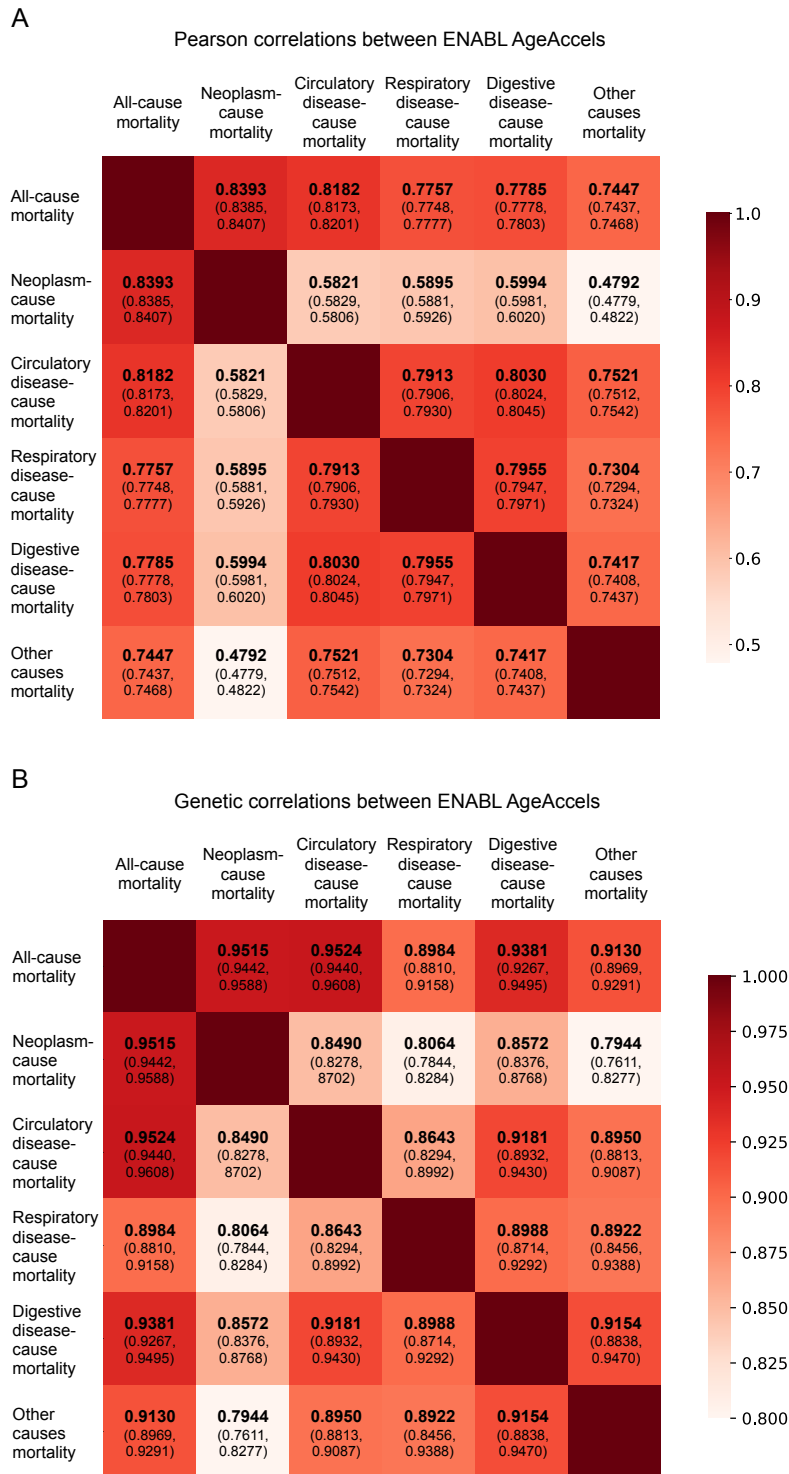 A
Pearson correlations between ENABL AgeAccels
All-cause
mortality
Neoplasm-
cause
mortality
Circulatory
disease-
cause
mortality
Respiratory
disease-
cause
mortality
Digestive
disease-
cause
mortality
Other
causes
mortality
All-cause
mortality
0.8393
(0.8385,
0.8407)
0.8182
(0.8173,
0.8201)
0.7757
(0.7748,
0.7777)
0.7785
(0.7778,
0.7803)
0.7447
(0.7437,
0.7468)
Neoplasm-
cause
mortality
0.8393
(0.8385,
0.8407)
0.5821
(0.5829,
0.5806)
0.5895
(0.5881,
0.5926)
0.5994
(0.5981,
0.6020)
0.4792
(0.4779,
0.4822)
Circulatory
disease-
cause
mortality
0.8182
(0.8173,
0.8201)
0.5821
(0.5829,
0.5806)
0.7913
(0.7906,
0.7930)
0.8030
(0.8024,
0.8045)
0.7521
(0.7512,
0.7542)
Respiratory
disease-
cause
mortality
0.7757
(0.7748,
0.7777)
0.5895
(0.5881,
0.5926)
0.7913
(0.7906,
0.7930)
0.7955
(0.7947,
0.7971)
0.7304
(0.7294,
0.7324)
Digestive
disease-
cause
mortality
0.7785
(0.7778,
0.7803)
0.5994
(0.5981,
0.6020)
0.8030
(0.8024,
0.8045)
0.7955
(0.7947,
0.7971)
0.7417
(0.7408,
0.7437)
Other
causes
mortality
0.7447
(0.7437,
0.7468)
0.4792
(0.4779,
0.4822)
0.7521
(0.7512,
0.7542)
0.7304
(0.7294,
0.7324)
0.7417
(0.7408,
0.7437)
1.0
0.9
0.8
0.7
0.6
0.5
B
Genetic correlations between ENABL AgeAccels
All-cause
mortality
Neoplasm-
cause
mortality
Circulatory
disease-
cause
mortality
Respiratory
disease-
cause
mortality
Digestive
disease-
cause
mortality
Other
causes
mortality
All-cause
mortality
0.9515
(0.9442,
0.9588)
0.9524
(0.9440,
0.9608)
0.8984
(0.8810,
0.9158)
0.9381
(0.9267,
0.9495)
0.9130
(0.8969,
0.9291)
Neoplasm-
cause
mortality
0.9515
(0.9442,
0.9588)
0.8490
(0.8278,
8702)
0.8064
(0.7844,
0.8284)
0.8572
(0.8376,
0.8768)
0.7944
(0.7611,
0.8277)
Circulatory
disease-
cause
mortality
0.9524
(0.9440,
0.9608)
0.8490
(0.8278,
8702)
0.8643
(0.8294,
0.8992)
0.9181
(0.8932,
0.9430)
0.8950
(0.8813,
0.9087)
Respiratory
disease-
cause
mortality
0.8984
(0.8810,
0.9158)
0.8064
(0.7844,
0.8284)
0.8643
(0.8294,
0.8992)
0.8988
(0.8714,
0.9292)
0.8922
(0.8456,
0.9388)
Digestive
disease-
cause
mortality
0.9381
(0.9267,
0.9495)
0.8572
(0.8376,
0.8768)
0.9181
(0.8932,
0.9430)
0.8988
(0.8714,
0.9292)
0.9154
(0.8838,
0.9470)
Other
causes
mortality
0.9130
(0.8969,
0.9291)
0.7944
(0.7611,
0.8277)
0.8950
(0.8813,
0.9087)
0.8922
(0.8456,
0.9388)
0.9154
(0.8838,
0.9470)
1.000
0.975
0.950
0.925
0.900
0.875
0.850
0.825
0.800